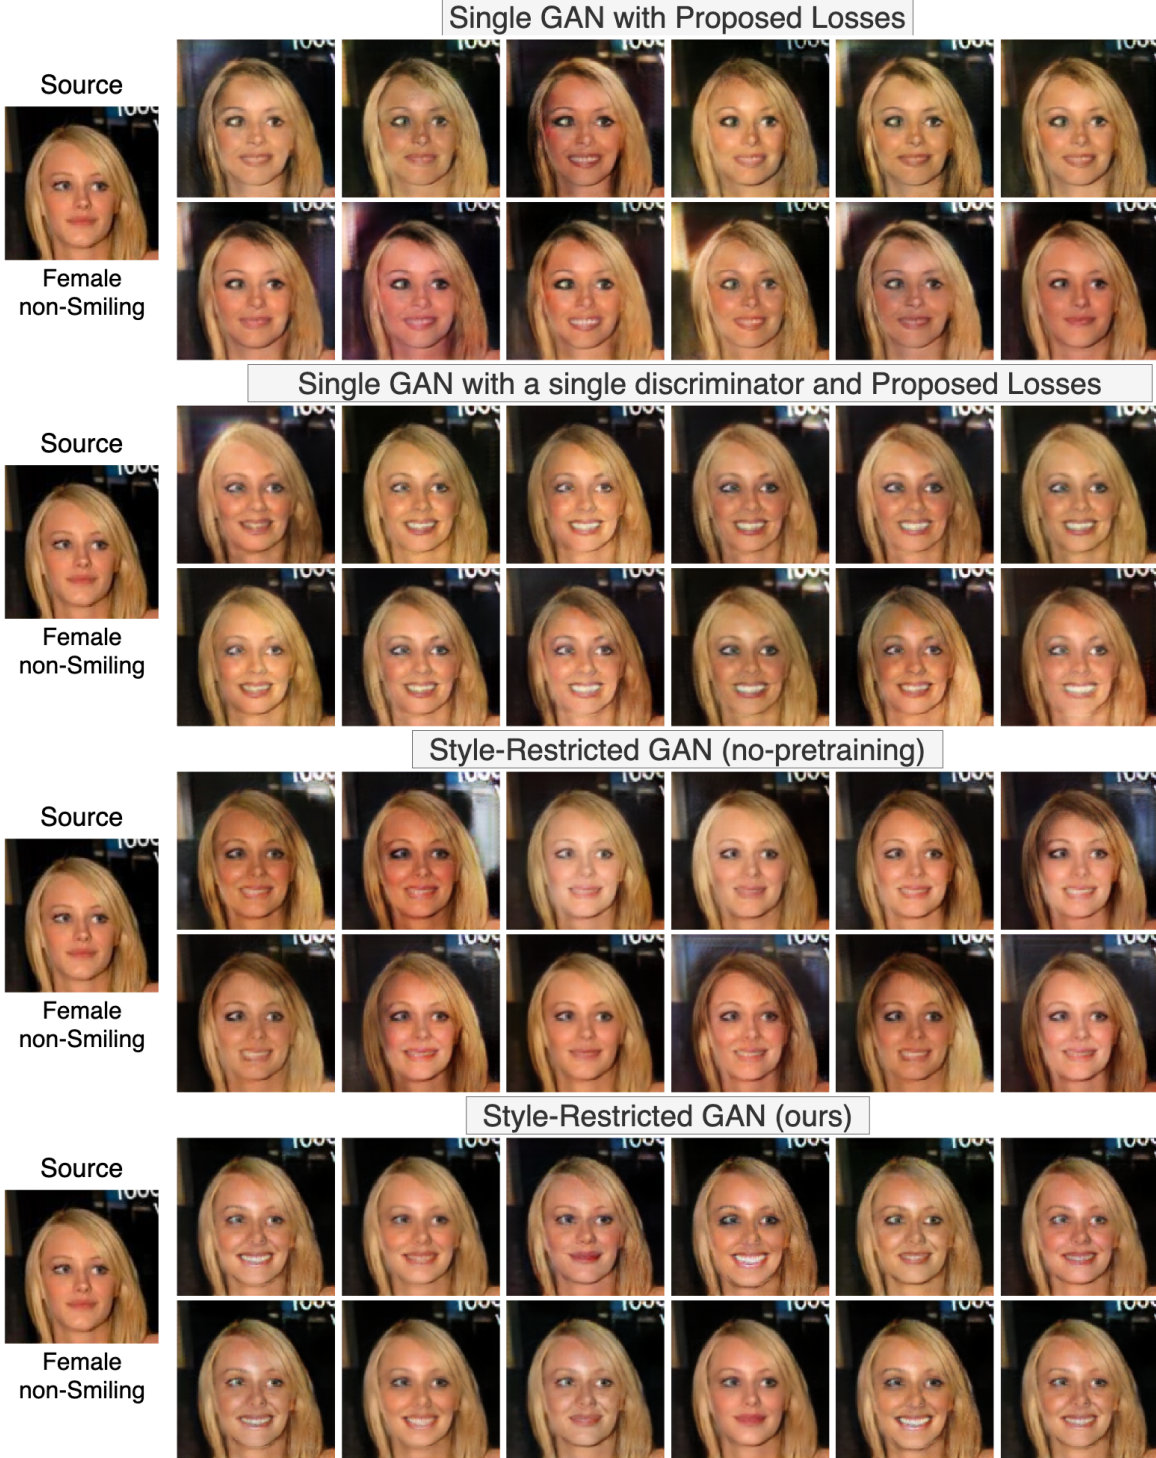 Single GAN with Proposed Losses
Source
Female
non-Smiling
Single GAN with a single discriminator and Proposed Losses
Source
Female
non-Smiling
Style-Restricted GAN (no-pretraining)
Source
Female
non-Smiling
Style-Restricted GAN (ours)
Source
Female
non-Smiling